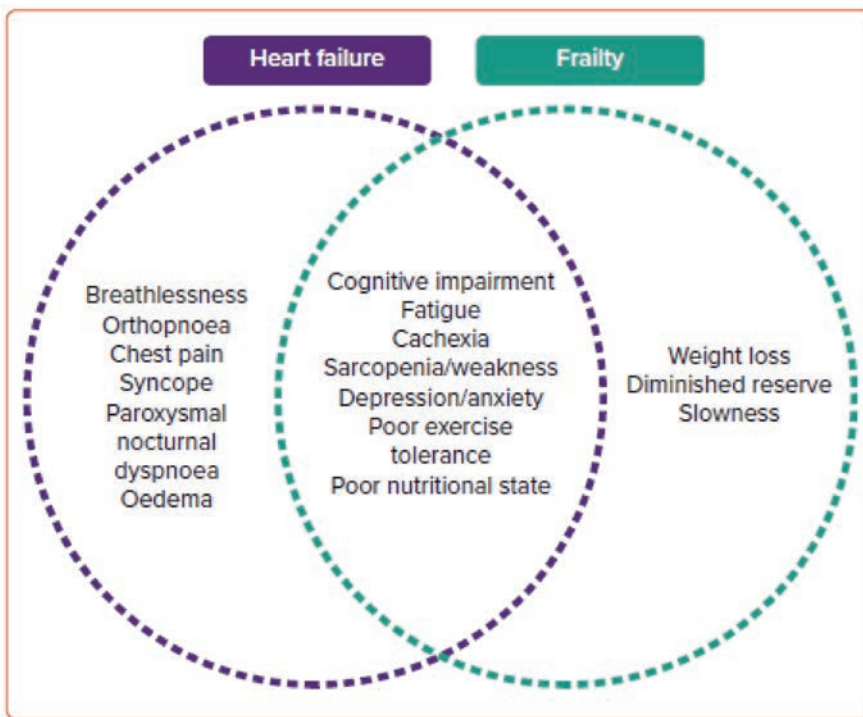 Heart failure
Frailty
Breathlessness
Orthopnoea
Chest pain
Syncope
Paroxysmal
nocturnal
dyspnoea
Oedema
Cognitive impairment
Fatigue
Cachexia
Sarcopenia/weakness
Depression/anxiety
Poor exercise
tolerance
Poor nutritional state
Weight loss
Diminished reserve
Slowness